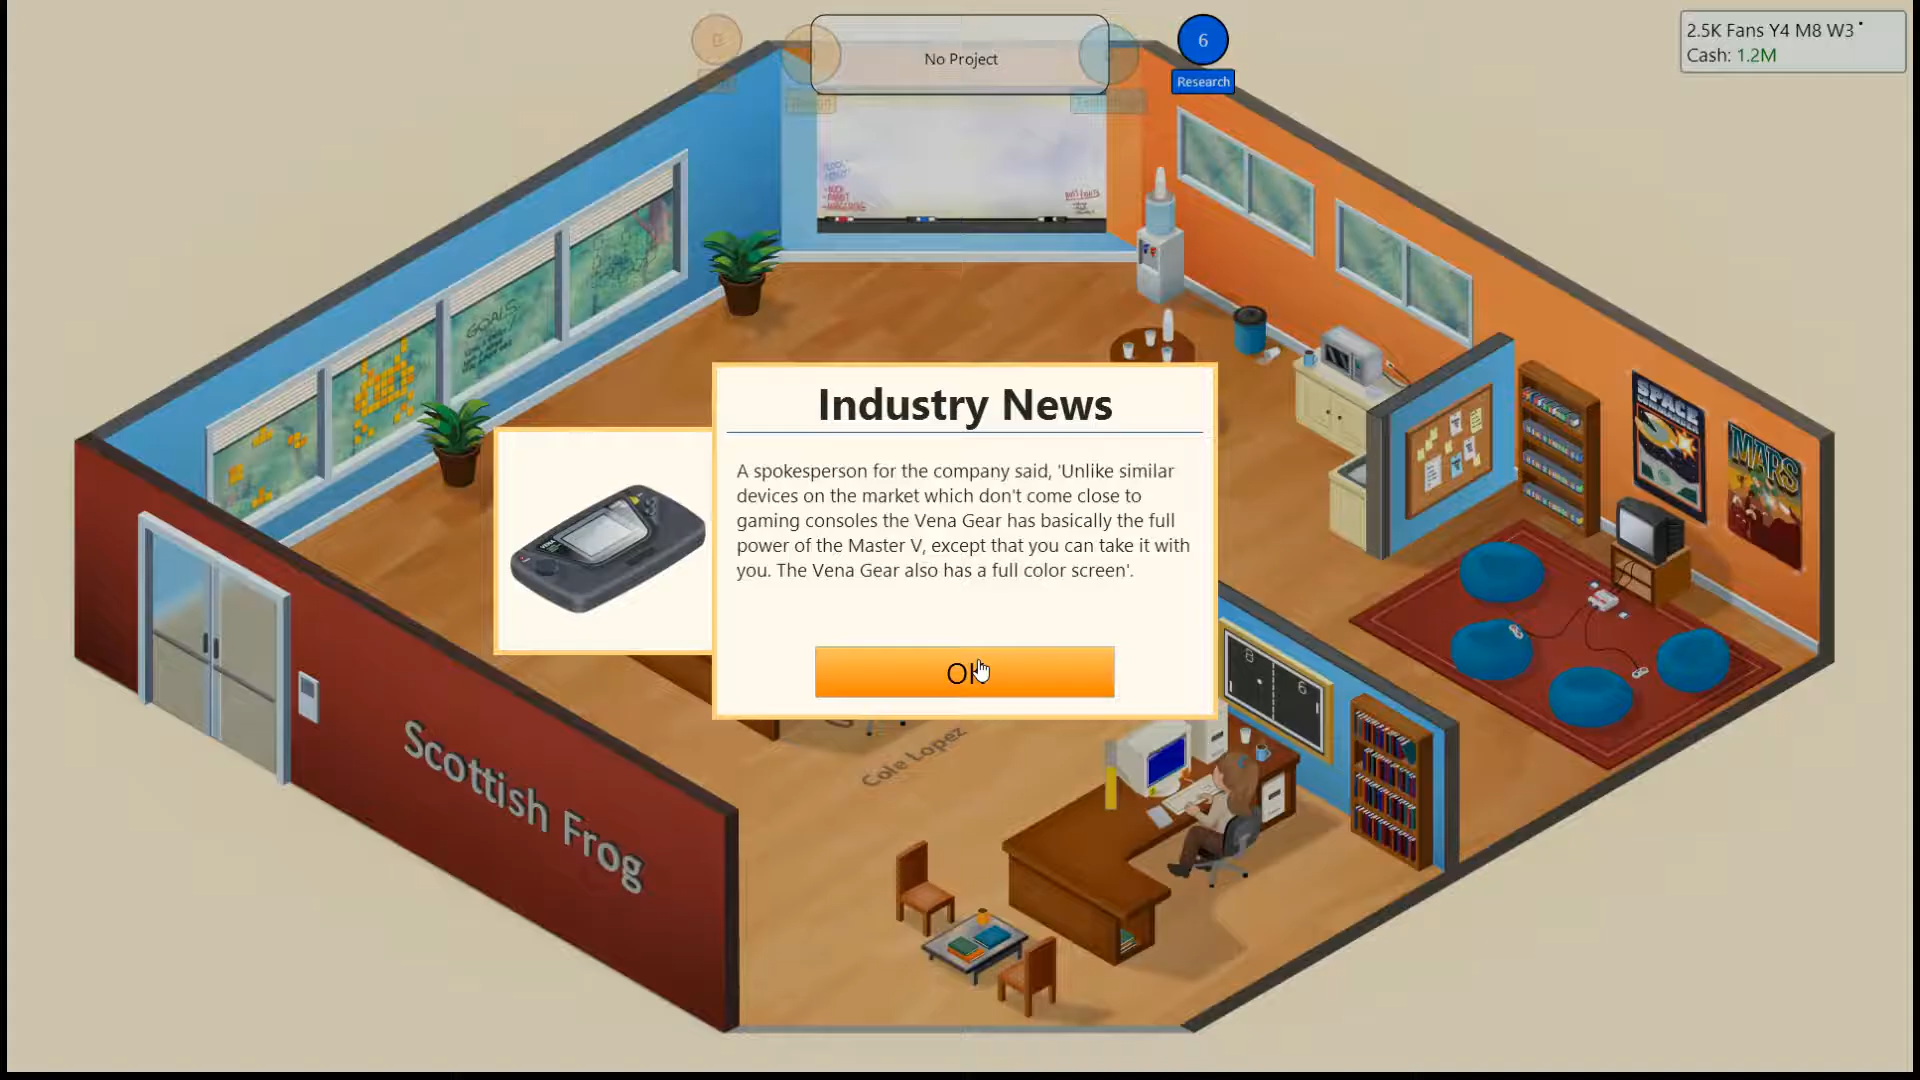 No Project
6
Research
2.5K Fans Y4 M8 W3
Cash: 1.2M
GOALS
SPACE
MARS
Industry News
A spokesperson for the company said, 'Unlike similar
devices on the market which don't come close to
gaming consoles the Vena Gear has basically the full
power of the Master V, except that you can take it with
you. The Vena Gear also has a full color screen'.
8
6
Cole Lopez
Scottish Frog